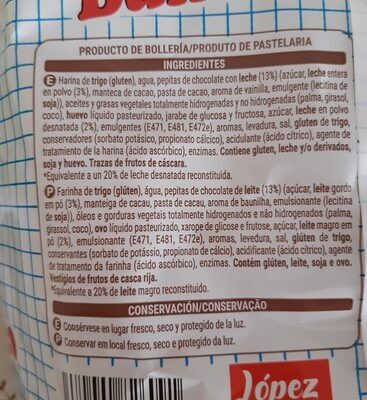 PRODUCTO DE BOLLERÍA/PRODUTO DE PASTELARIA
INGREDIENTES
E Harina de trigo (gluten), agua, pepitas de chocolate con leche (13%) (azúcar, leche entera
en polvo (3%), manteca de cacao, pasta de cacao, aroma de vainilla, emulgente (lecitina de
soja)), aceites y grasas vegetales totalmente hidrogenadas y no hidrogenadas (palma, girasol,
coco), huevo líquido pasteurizado, jarabe de glucosa y fructosa, azúcar, leche en polvo
desnatada (2%), emulgentes (E471, E481, E472e), aromas, levadura, sal, gluten de trigo,
conservadores (sorbato potásico, propionato cálcico), acidulante (ácido cítrico), agente de
tratamiento de la harina (ácido ascórbico), enzimas. Contiene gluten, leche y/o derivados,
soja y huevo. Trazas de frutos de cáscara.
*Equivalente a un 20% de leche desnatada reconstituida.
P Farinha de trigo (glúten), água, pepitas de chocolate de leite (13%) (açúcar, leite gordo
em pó (3%), manteiga de cacau, pasta de cacau, aroma de baunilha, emulsionante (lecitina
de soja)), óleos e gorduras vegetais totalmente hidrogenados e não hidrogenados (palma,
girassol, coco), ovo líquido pasteurizado, xarope de glicose e frutose, açúcar, leite magro em
pó (2%), emulsionante (E471, E481, E472e), aromas, levedura, sal, glúten de trigo,
conservantes (sorbato de potássio, propionato de cálcio), acidificante (ácido cítrico), agente
de tratamento da farinha (ácido ascórbico), enzimas. Contém glúten, leite, soja e ovo.
Vestígios de frutos de casca rija.
*Equivalente a 20% de leite magro reconstituido.
CONSERVACIÓN/CONSERVAÇÃO
E Consérvese en lugar fresco, seco y protegido de la luz.
P Conservar em local fresco, seco e protegido da luz.
López